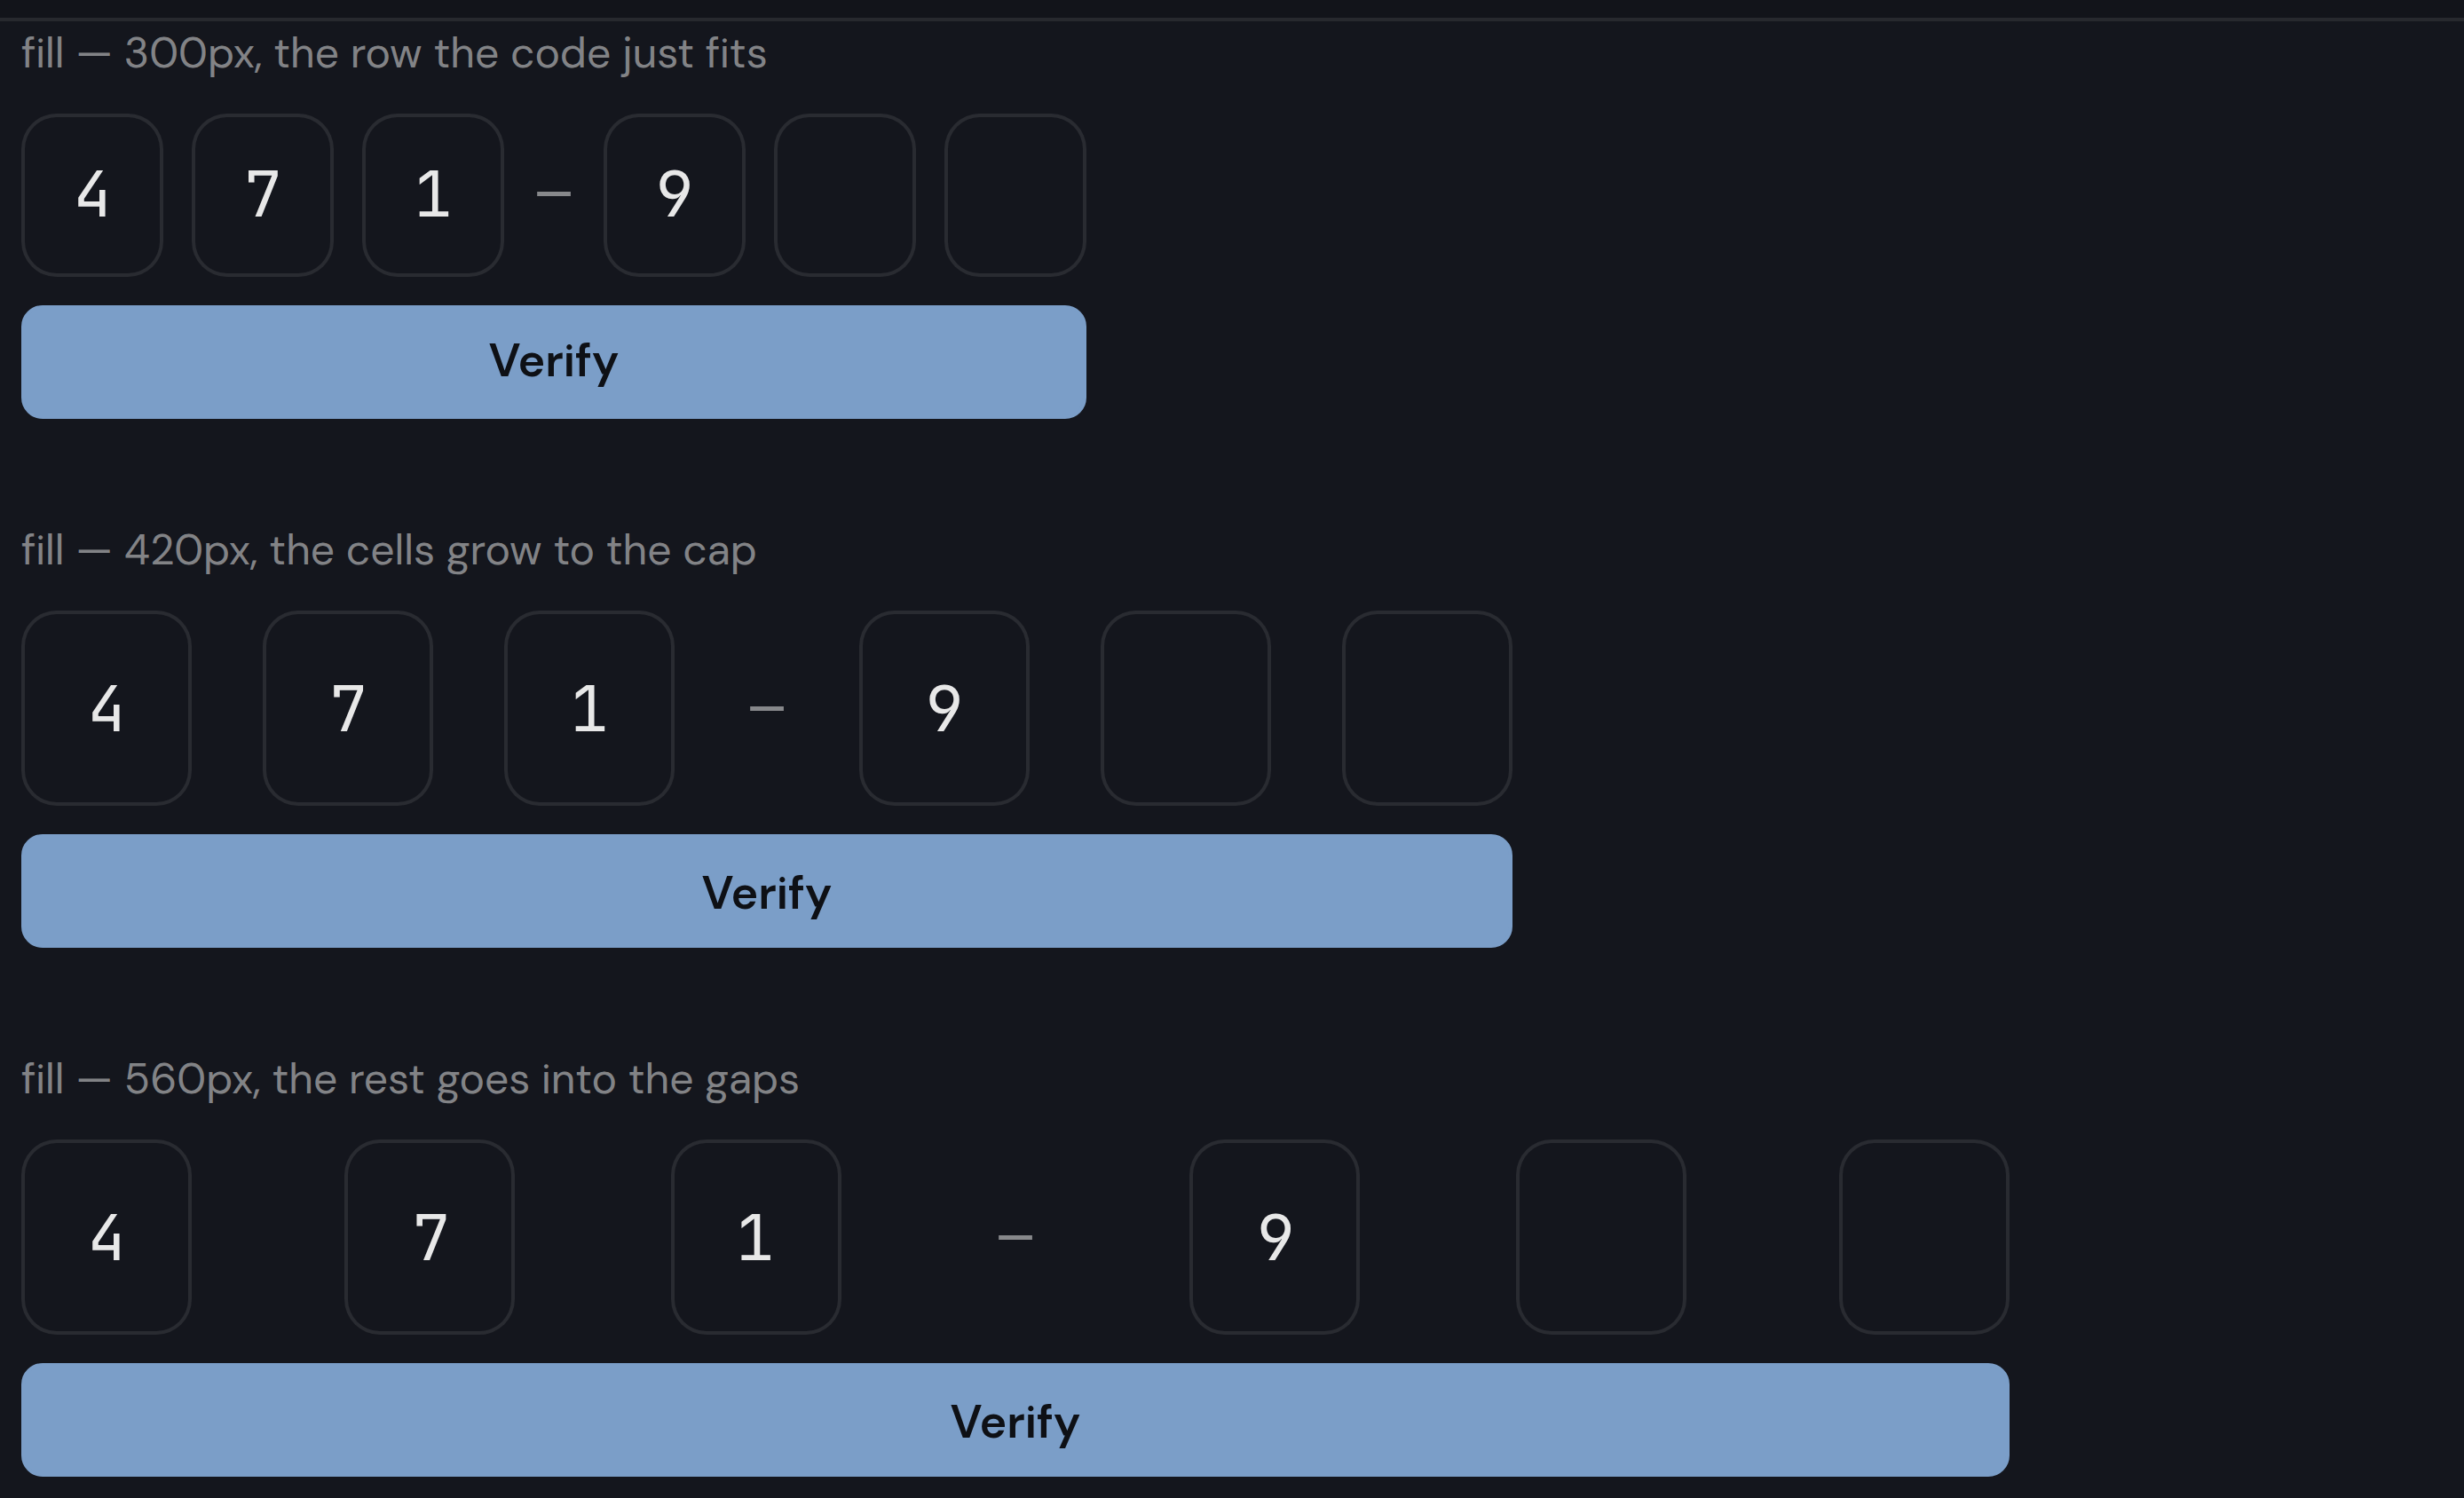 fill — 300px, the row the code just fits
4 7 1 – 9
Verify
fill — 420px, the cells grow to the cap
4 7 1 – 9
Verify
fill — 560px, the rest goes into the gaps
4 7 1 – 9
Verify